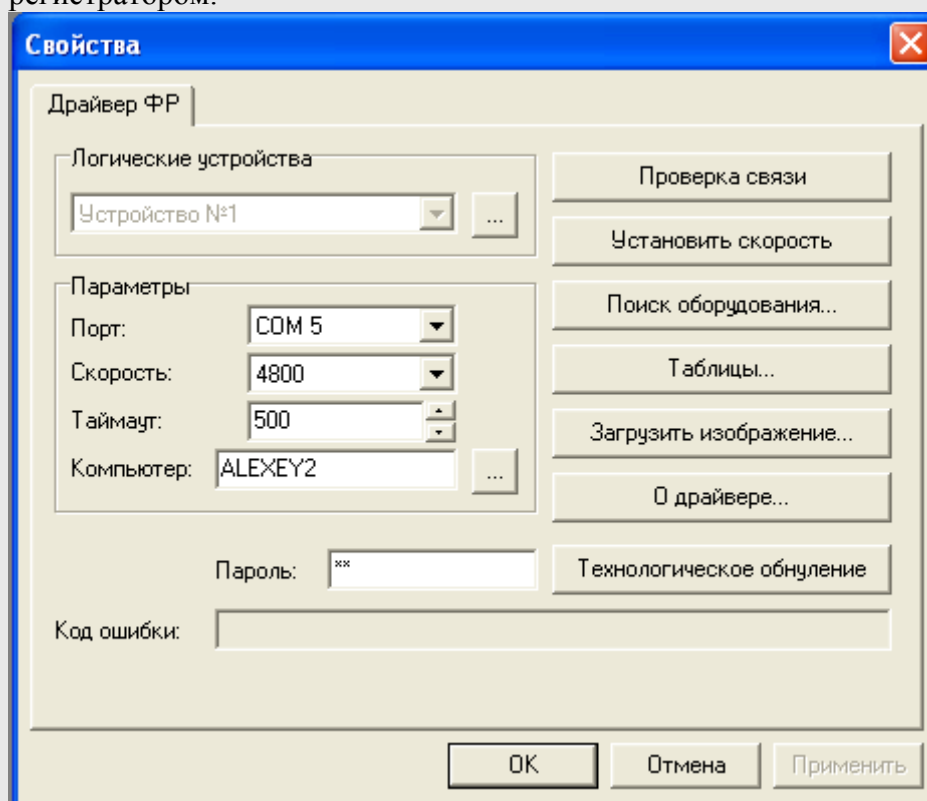 регистратором.
Свойства
Драйвер ФР
Логические устройства
Устройство №1
...
Параметры
Порт: COM 5
Скорость: 4800
Таймаут: 500
Компьютер: ALEXEY2 ...
Пароль: **
Код ошибки:
Проверка связи
Установить скорость
Поиск оборудования...
Таблицы...
Загрузить изображение...
О драйвере...
Технологическое обнуление
OK
Отмена
Применить